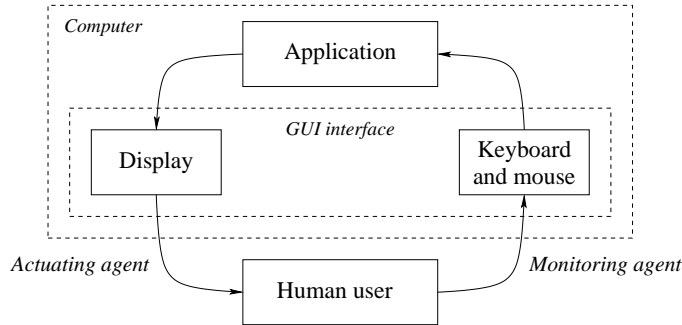 Computer
Application
GUI interface
Display
Keyboard
and mouse
Actuating agent
Monitoring agent
Human user